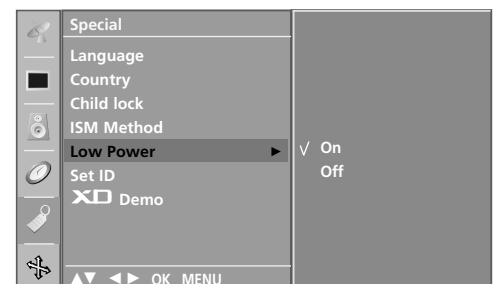 Special
Language
Country
Child lock
ISM Method
Low Power ►
√ On
Off
Set ID
XD Demo
▲▼ ◄► OK MENU